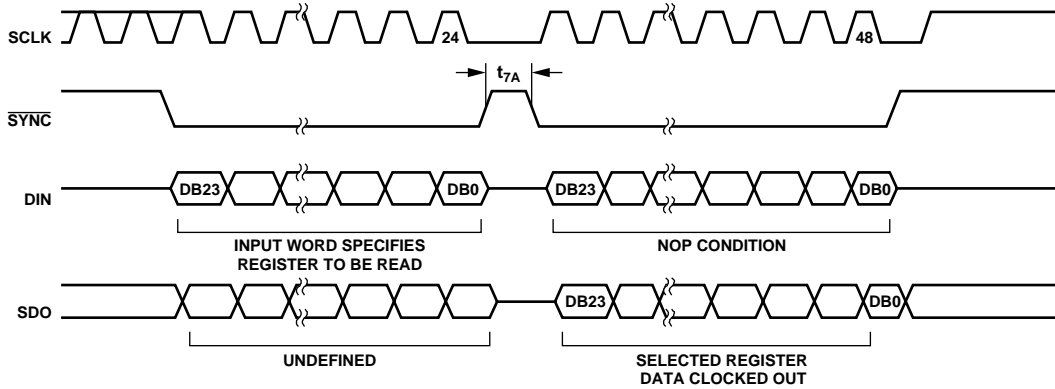 SCLK
24
48
t7A
SYNC
DIN
DB23
DB0
DB23
DB0
INPUT WORD SPECIFIES
REGISTER TO BE READ
NOP CONDITION
SDO
DB23
DB0
UNDEFINED
SELECTED REGISTER
DATA CLOCKED OUT